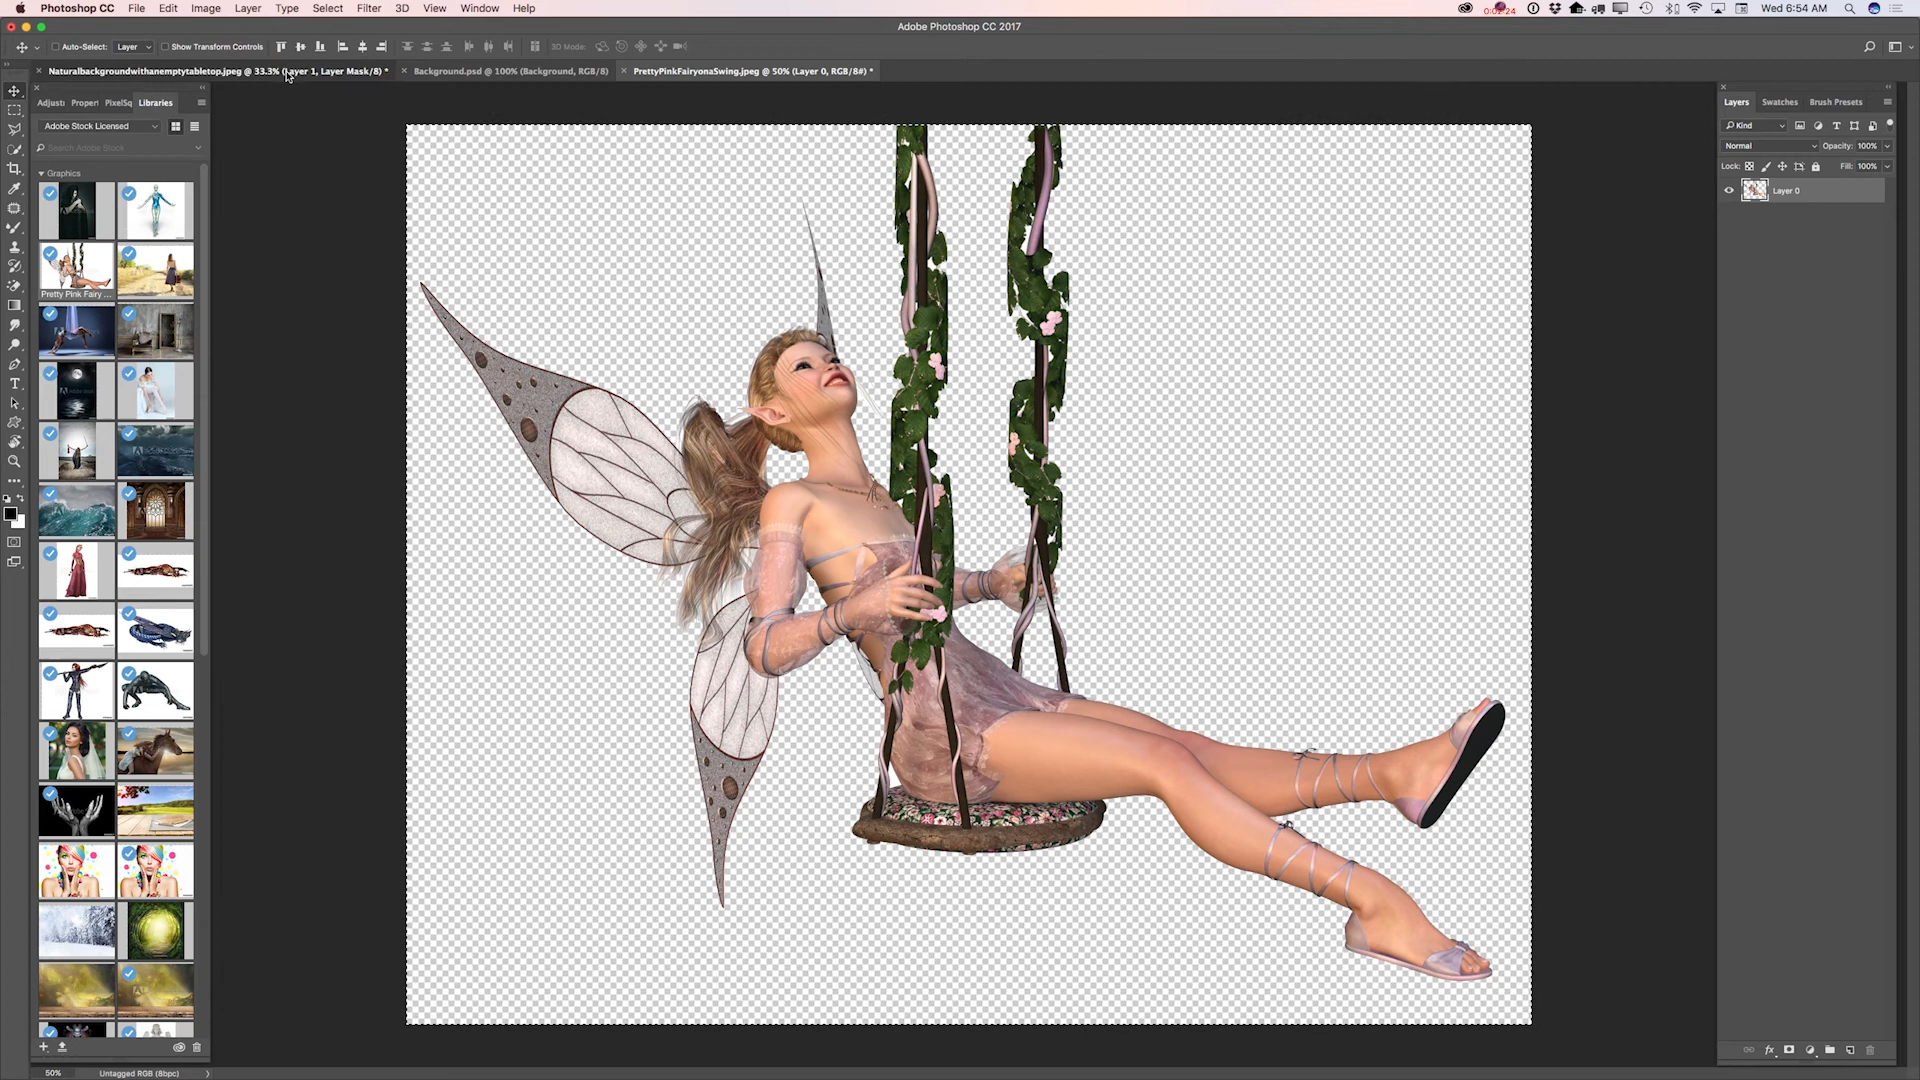 Photoshop CC File Edit Image Layer Type Select Filter 3D View Window Help
Wed 6:54 AM
Adobe Photoshop CC 2017
Auto-Select: Layer Show Transform Controls 3D Mode:
Naturalbackgroundwithanemptytabletop.jpeg @ 33.3% (Layer 1, Layer Mask/8) *
Background.psd @ 100% (Background, RGB/8)
PrettyPinkFairyonaSwing.jpeg @ 50% (Layer 0, RGB/8#) *
Adjust Propert PixelSq Libraries
Adobe Stock Licensed
Search Adobe Stock
Graphics
Pretty Pink Fairy ...
Layers Swatches Brush Presets
Kind
Normal Opacity: 100%
Lock: Fill: 100%
Layer 0
fx
50% Untagged RGB (8bpc)